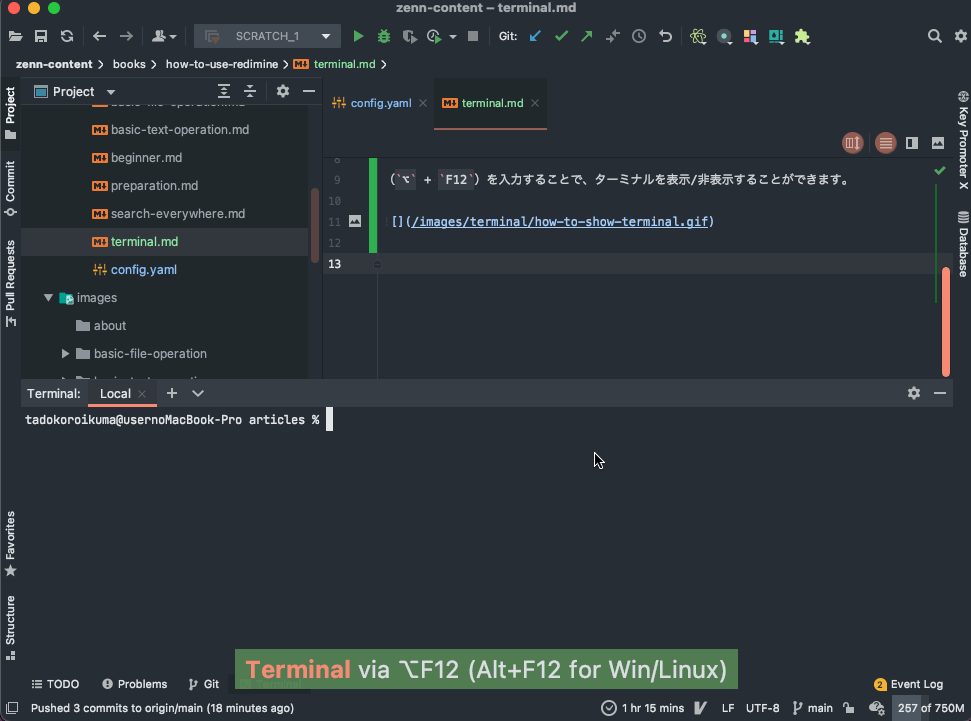 zenn-content – terminal.md
SCRATCH_1
Git:
zenn-content
books
how-to-use-redimine
terminal.md
Project
config.yaml
terminal.md
Project
Commit
Pull Requests
Favorites
Structure
basic-file-operation.md
basic-text-operation.md
beginner.md
preparation.md
search-everywhere.md
terminal.md
config.yaml
images
about
basic-file-operation
8
9 (`⌥` + `F12`) を入力することで、ターミナルを表示/非表示することができます。
10
11 [](/images/terminal/how-to-show-terminal.gif)
12
13
Key Promoter X
Database
Terminal:
Local
tadokoroikuma@usernoMacBook-Pro articles %
Terminal via ⌥F12 (Alt+F12 for Win/Linux)
TODO
Problems
Git
Terminal
2 Event Log
Pushed 3 commits to origin/main (18 minutes ago)
1 hr 15 mins
LF
UTF-8
main
257 of 750M